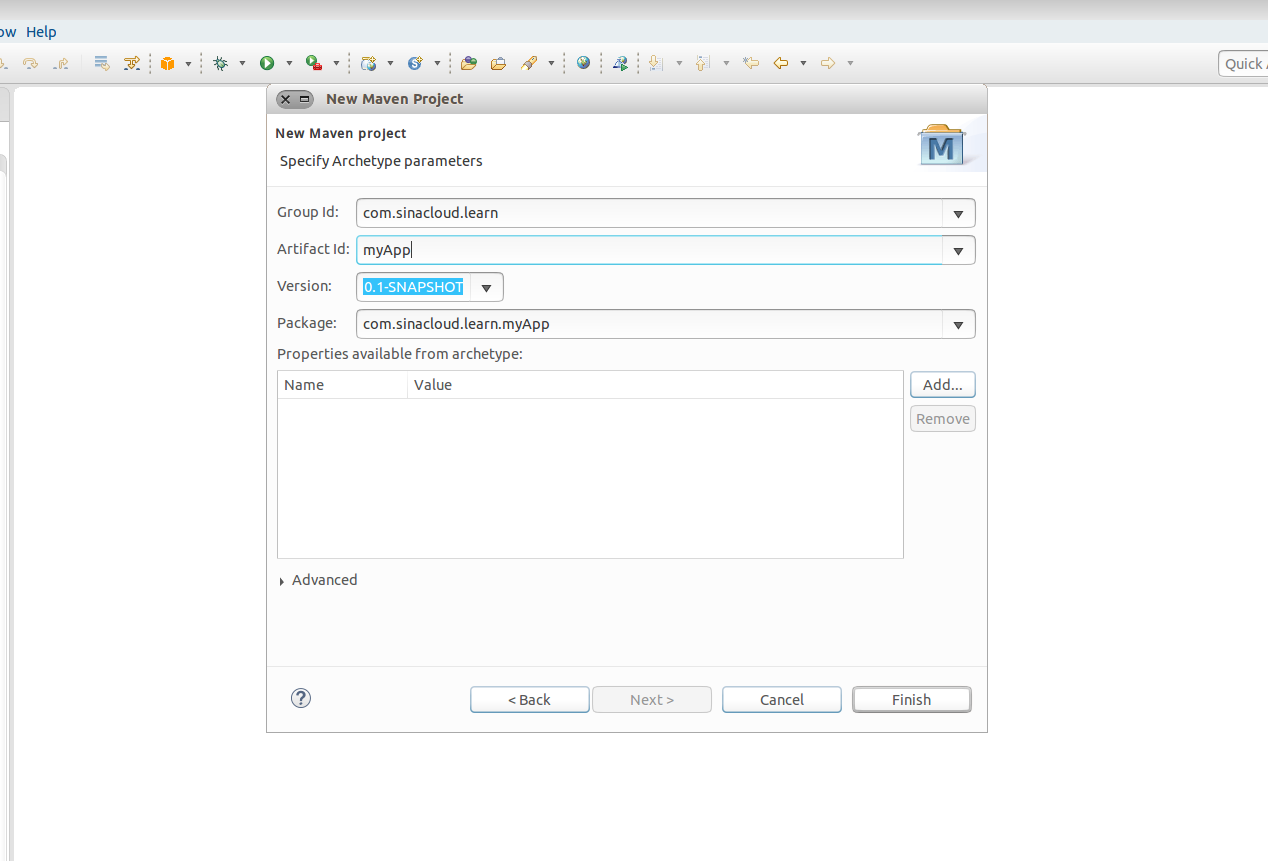 Help
Quick
New Maven Project
New Maven project
Specify Archetype parameters
M
Group Id: com.sinacloud.learn
Artifact Id: myApp
Version: 0.1-SNAPSHOT
Package: com.sinacloud.learn.myApp
Properties available from archetype:
Name Value
Add...
Remove
Advanced
? < Back Next > Cancel Finish